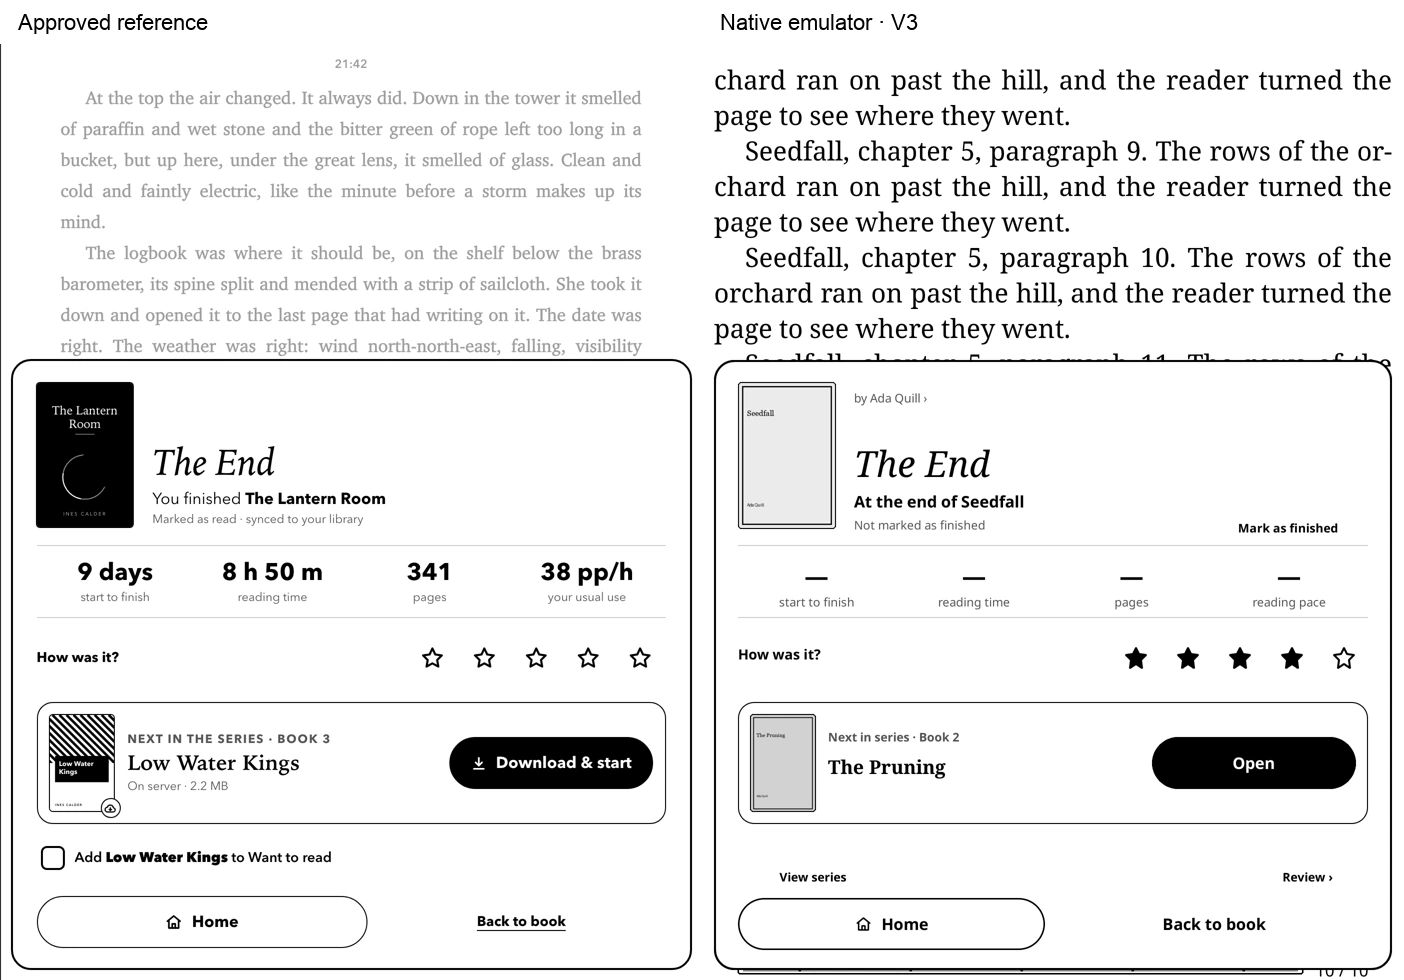 Approved reference
21:42
At the top the air changed. It always did. Down in the tower it smelled
of paraffin and wet stone and the bitter green of rope left too long in a
bucket, but up here, under the great lens, it smelled of glass. Clean and
cold and faintly electric, like the minute before a storm makes up its
mind.
The logbook was where it should be, on the shelf below the brass
barometer, its spine split and mended with a strip of sailcloth. She took it
down and opened it to the last page that had writing on it. The date was
right. The weather was right: wind north-north-east, falling, visibility
The Lantern
Room
INES CALDER
The End
You finished The Lantern Room
Marked as read · synced to your library
9 days
start to finish
8 h 50 m
reading time
341
pages
38 pp/h
your usual use
How was it?
Low Water
Kings
INES CALDER
NEXT IN THE SERIES · BOOK 3
Low Water Kings
On server · 2.2 MB
Download & start
Add Low Water Kings to Want to read
Home
Back to book
Native emulator · V3
chard ran on past the hill, and the reader turned the
page to see where they went.
Seedfall, chapter 5, paragraph 9. The rows of the or-
chard ran on past the hill, and the reader turned the
page to see where they went.
Seedfall, chapter 5, paragraph 10. The rows of the
orchard ran on past the hill, and the reader turned the
page to see where they went.
Seedfall, chapter 5, paragraph 11. The rows of the
Seedfall
Ada Quill
by Ada Quill ›
The End
At the end of Seedfall
Not marked as finished
Mark as finished
—
start to finish
—
reading time
—
pages
—
reading pace
How was it?
The Pruning
Next in series · Book 2
The Pruning
Open
View series
Review ›
Home
Back to book
10 / 10